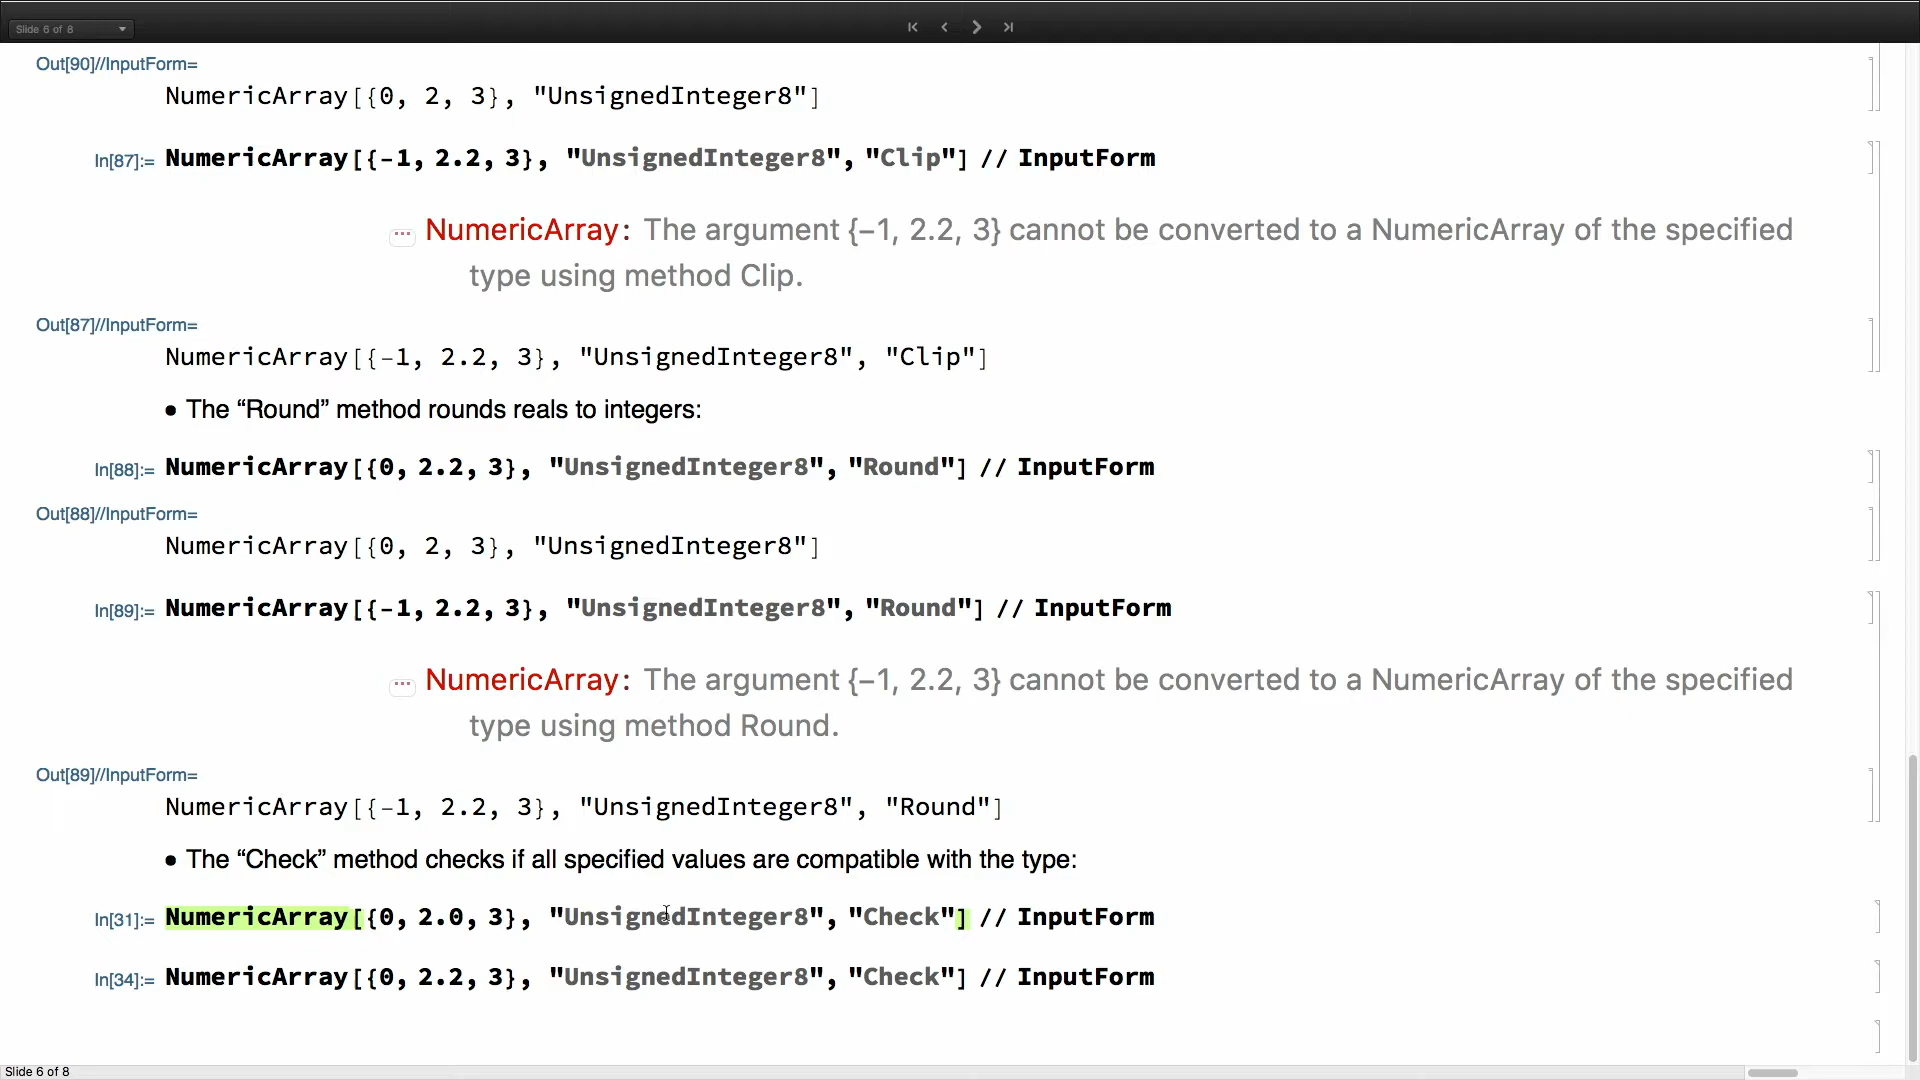 Slide 6 of 8
Out[90]//InputForm=
NumericArray[{0, 2, 3}, "UnsignedInteger8"]
In[87]:= NumericArray[{-1, 2.2, 3}, "UnsignedInteger8", "Clip"] // InputForm
NumericArray: The argument {−1, 2.2, 3} cannot be converted to a NumericArray of the specified
type using method Clip.
Out[87]//InputForm=
NumericArray[{-1, 2.2, 3}, "UnsignedInteger8", "Clip"]
• The “Round” method rounds reals to integers:
In[88]:= NumericArray[{0, 2.2, 3}, "UnsignedInteger8", "Round"] // InputForm
Out[88]//InputForm=
NumericArray[{0, 2, 3}, "UnsignedInteger8"]
In[89]:= NumericArray[{-1, 2.2, 3}, "UnsignedInteger8", "Round"] // InputForm
NumericArray: The argument {−1, 2.2, 3} cannot be converted to a NumericArray of the specified
type using method Round.
Out[89]//InputForm=
NumericArray[{-1, 2.2, 3}, "UnsignedInteger8", "Round"]
• The “Check” method checks if all specified values are compatible with the type:
In[31]:= NumericArray[{0, 2.0, 3}, "UnsignedInteger8", "Check"] // InputForm
In[34]:= NumericArray[{0, 2.2, 3}, "UnsignedInteger8", "Check"] // InputForm
Slide 6 of 8